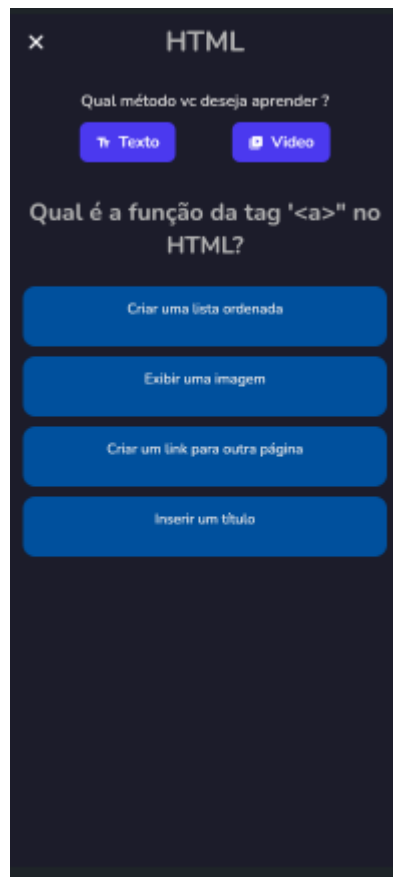 HTML
Qual método vc deseja aprender ?
Texto
Video
Qual é a função da tag '<a>" no
HTML?
Criar uma lista ordenada
Exibir uma imagem
Criar um link para outra página
Inserir um título